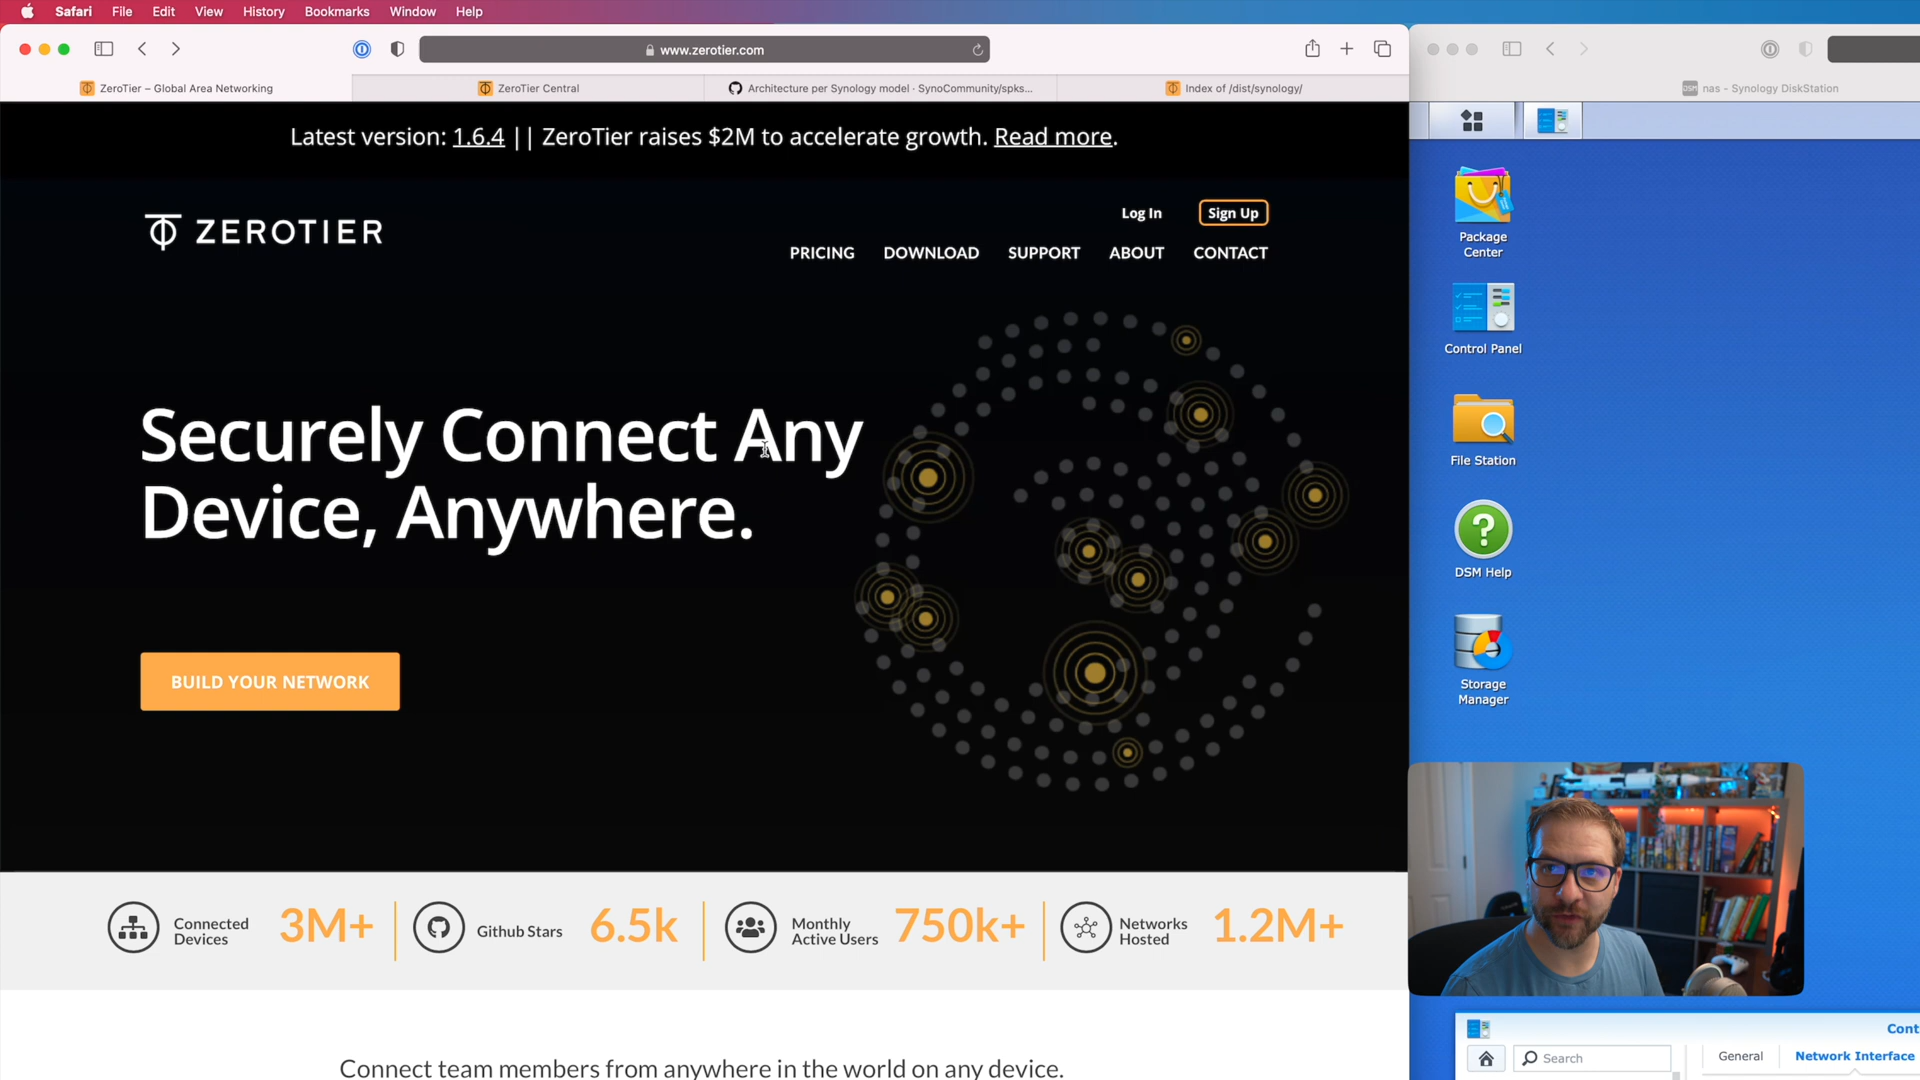 Safari File Edit View History Bookmarks Window Help
www.zerotier.com
ZeroTier – Global Area Networking
ZeroTier Central
Architecture per Synology model · SynoCommunity/spks...
Index of /dist/synology/
nas - Synology DiskStation
Latest version: 1.6.4 || ZeroTier raises $2M to accelerate growth. Read more.
ZEROTIER
Log In
Sign Up
PRICING DOWNLOAD SUPPORT ABOUT CONTACT
Securely Connect Any
Device, Anywhere.
BUILD YOUR NETWORK
Connected
Devices
3M+
Github Stars
6.5k
Monthly
Active Users
750k+
Networks
Hosted
1.2M+
Connect team members from anywhere in the world on any device.
Package
Center
Control Panel
File Station
DSM Help
Storage
Manager
Cont
Search
General
Network Interface